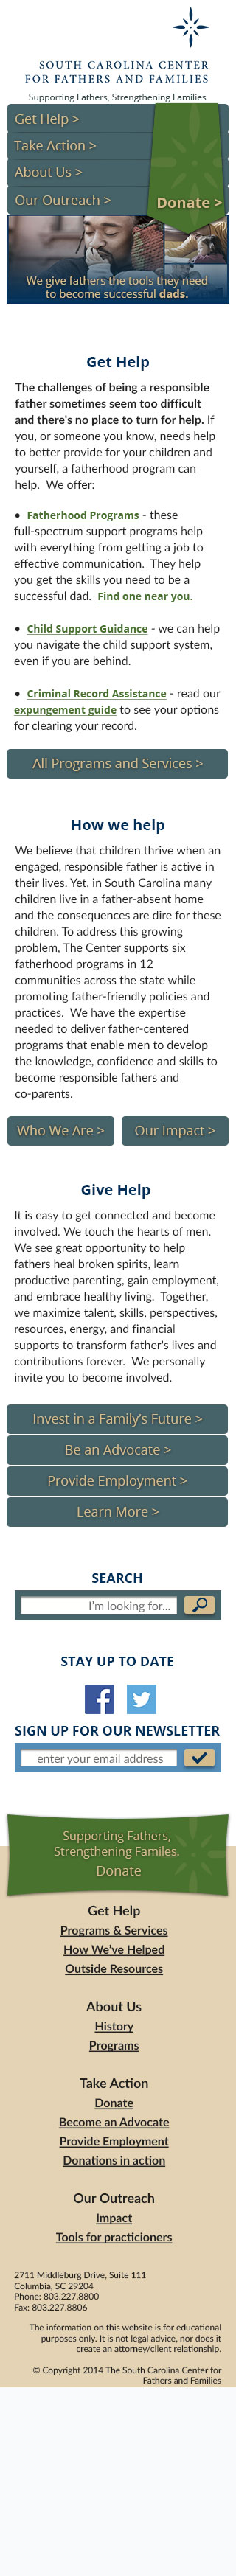 SOUTH CAROLINA CENTER
FOR FATHERS AND FAMILIES
Supporting Fathers, Strengthening Families
Get Help >
Take Action >
About Us >
Our Outreach >
Donate >
We give fathers the tools they need
to become successful dads.
Get Help
The challenges of being a responsible
father sometimes seem too difficult
and there's no place to turn for help. If
you, or someone you know, needs help
to better provide for your children and
yourself, a fatherhood program can
help. We offer:
• Fatherhood Programs - these
full-spectrum support programs help
with everything from getting a job to
effective communication. They help
you get the skills you need to be a
successful dad. Find one near you.
• Child Support Guidance - we can help
you navigate the child support system,
even if you are behind.
• Criminal Record Assistance - read our
expungement guide to see your options
for clearing your record.
All Programs and Services >
How we help
We believe that children thrive when an
engaged, responsible father is active in
their lives. Yet, in South Carolina many
children live in a father-absent home
and the consequences are dire for these
children. To address this growing
problem, The Center supports six
fatherhood programs in 12
communities across the state while
promoting father-friendly policies and
practices. We have the expertise
needed to deliver father-centered
programs that enable men to develop
the knowledge, confidence and skills to
become responsible fathers and
co-parents.
Who We Are >
Our Impact >
Give Help
It is easy to get connected and become
involved. We touch the hearts of men.
We see great opportunity to help
fathers heal broken spirits, learn
productive parenting, gain employment,
and embrace healthy living. Together,
we maximize talent, skills, perspectives,
resources, energy, and financial
supports to transform father's lives and
contributions forever. We personally
invite you to become involved.
Invest in a Family's Future >
Be an Advocate >
Provide Employment >
Learn More >
SEARCH
I'm looking for...
STAY UP TO DATE
SIGN UP FOR OUR NEWSLETTER
enter your email address
Supporting Fathers,
Strengthening Familes.
Donate
Get Help
Programs & Services
How We've Helped
Outside Resources
About Us
History
Programs
Take Action
Donate
Become an Advocate
Provide Employment
Donations in action
Our Outreach
Impact
Tools for practicioners
2711 Middleburg Drive, Suite 111
Columbia, SC 29204
Phone: 803.227.8800
Fax: 803.227.8806
The information on this website is for educational
purposes only. It is not legal advice, nor does it
create an attorney/client relationship.
© Copyright 2014 The South Carolina Center for
Fathers and Families